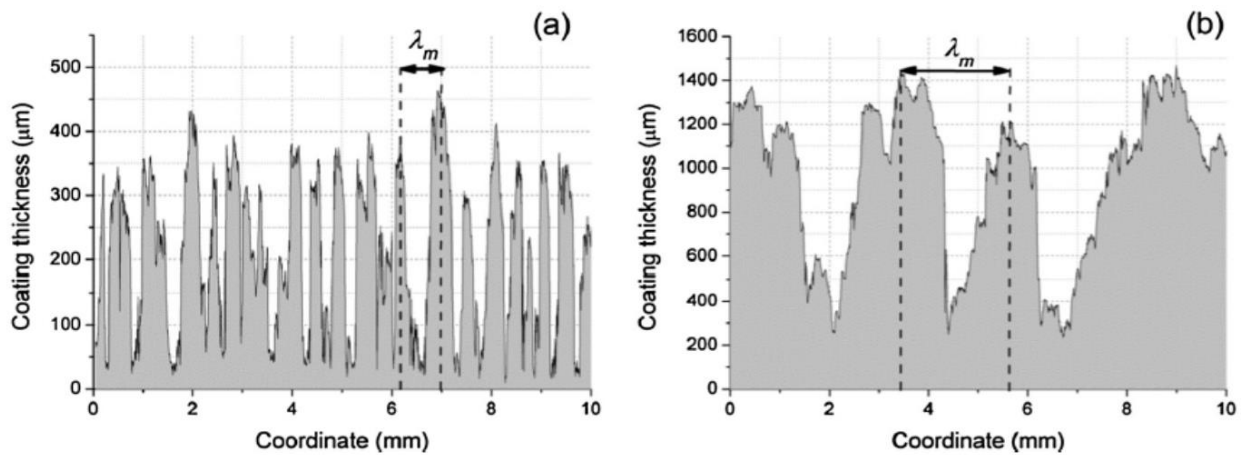 (a)
λm
500
400
300
200
100
0
Coating thickness (μm)
0 2 4 6 8 10
Coordinate (mm)
(b)
λm
1600
1400
1200
1000
800
600
400
200
0
Coating thickness (μm)
0 2 4 6 8 10
Coordinate (mm)